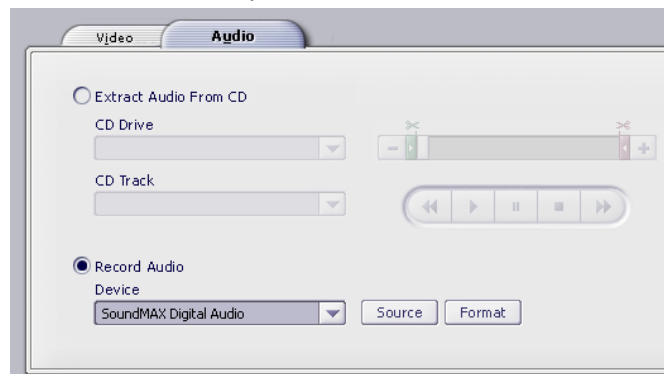 Video Audio
Extract Audio From CD
CD Drive
CD Track
Record Audio
Device
SoundMAX Digital Audio Source Format